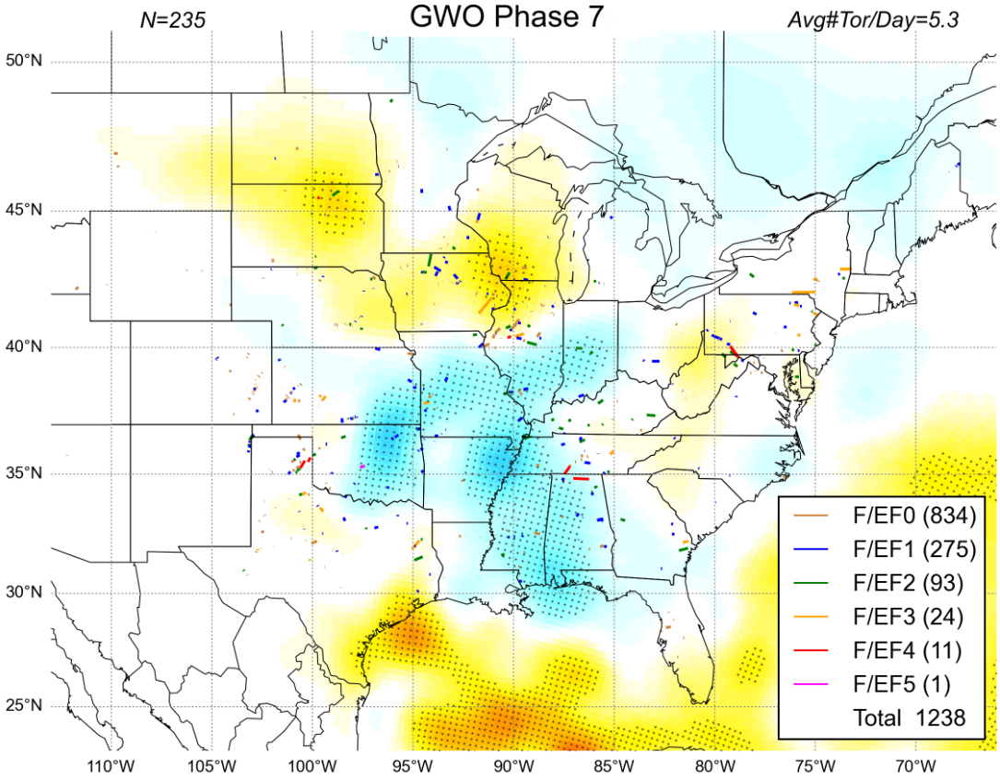 N=235 GWO Phase 7 Avg#Tor/Day=5.3
50°N
45°N
40°N
35°N
30°N
25°N
F/EF0 (834)
F/EF1 (275)
F/EF2 (93)
F/EF3 (24)
F/EF4 (11)
F/EF5 (1)
Total 1238
110°W 105°W 100°W 95°W 90°W 85°W 80°W 75°W 70°W